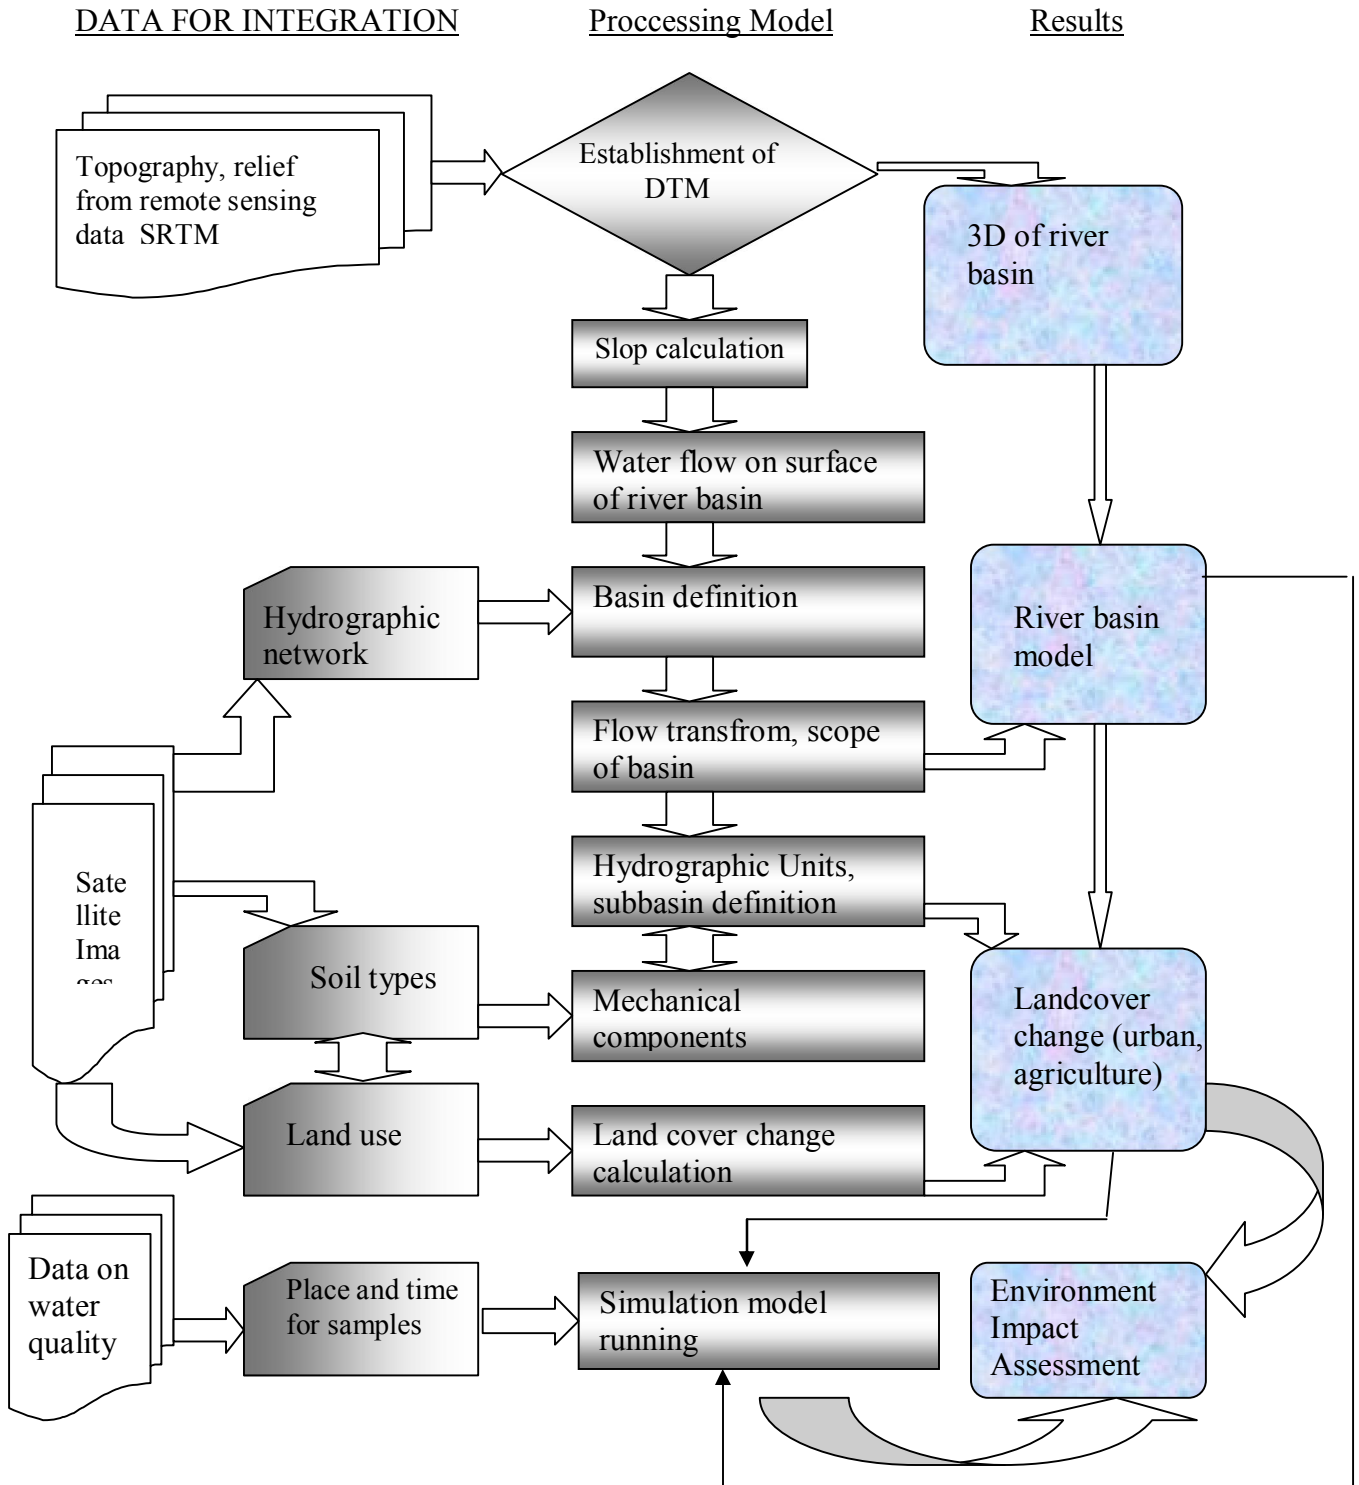 DATA FOR INTEGRATION
Proccessing Model
Results
Topography, relief
from remote sensing
data SRTM
Establishment of
DTM
3D of river
basin
Slop calculation
Water flow on surface
of river basin
Hydrographic
network
Basin definition
River basin
model
Flow transfrom, scope
of basin
Sate
llite
Ima
ges
Hydrographic Units,
subbasin definition
Soil types
Mechanical
components
Landcover
change (urban,
agriculture)
Land use
Land cover change
calculation
Data on
water
quality
Place and time
for samples
Simulation model
running
Environment
Impact
Assessment